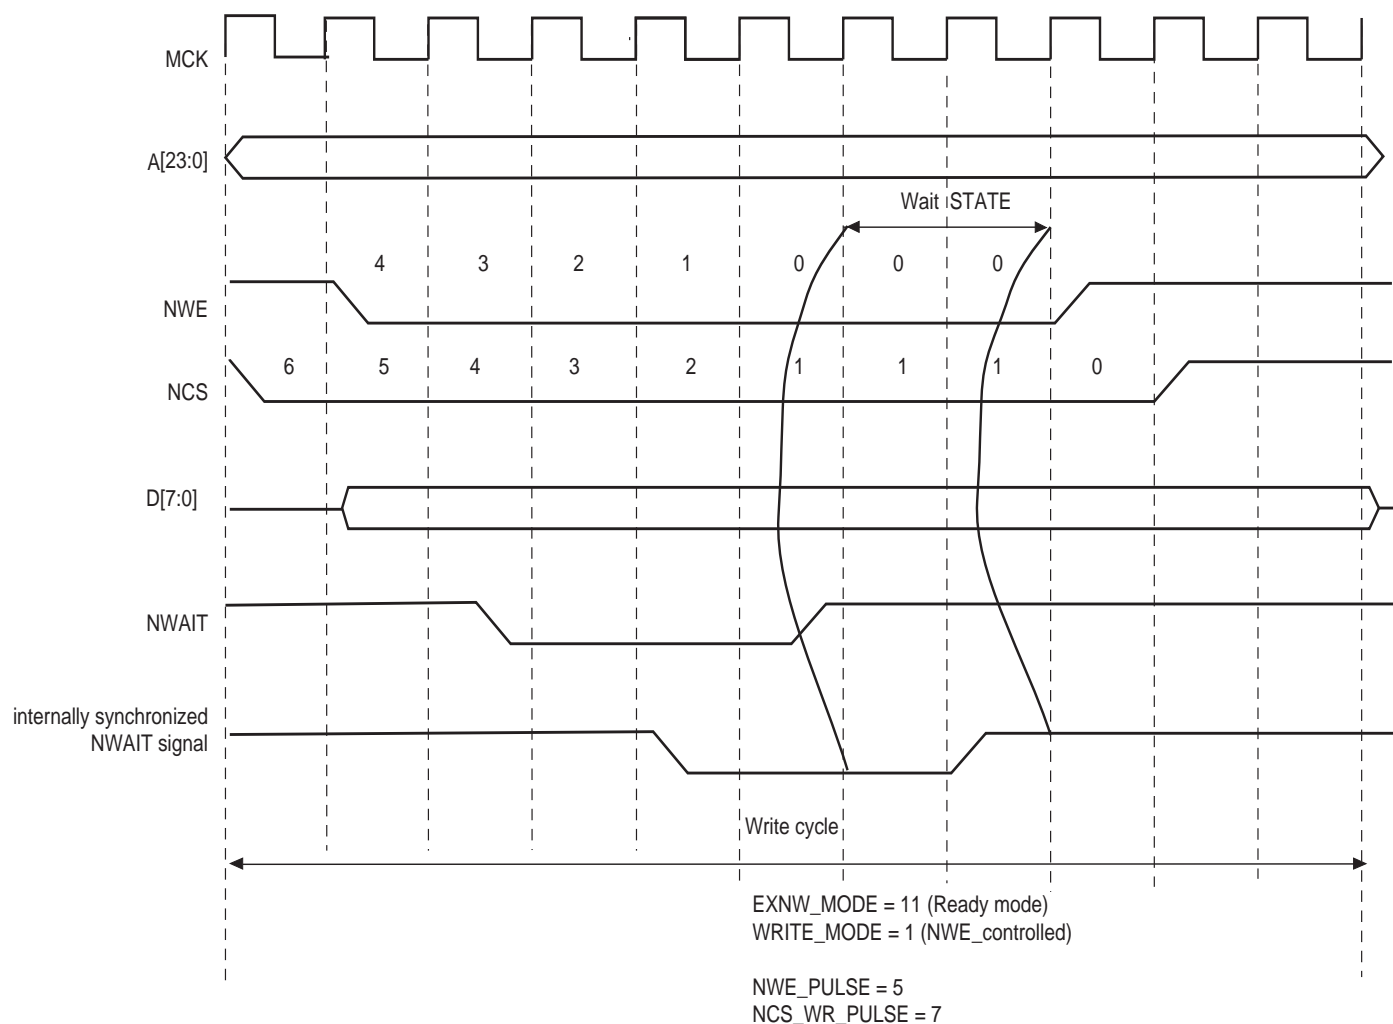 MCK
A[23:0]
Wait STATE
4 3 2 1 0 0 0
NWE
6 5 4 3 2 1 1 1 0
NCS
D[7:0]
NWAIT
internally synchronized
NWAIT signal
Write cycle
EXNW_MODE = 11 (Ready mode)
WRITE_MODE = 1 (NWE_controlled)
NWE_PULSE = 5
NCS_WR_PULSE = 7